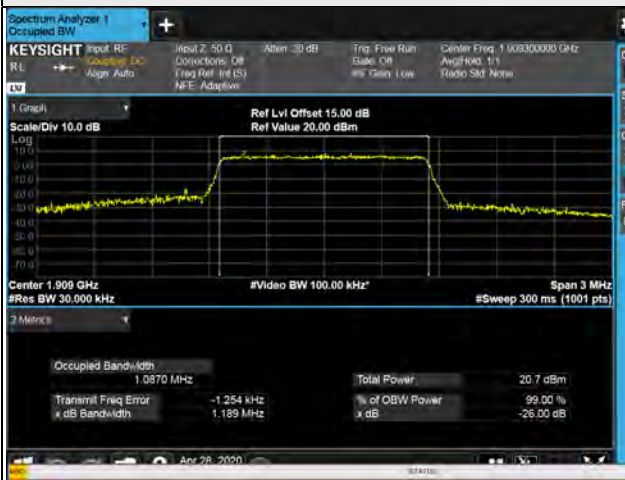 Spectrum Analyzer 1
Occupied BW
KEYSIGHT Input: RF Input Z: 50 Ω Atten: 30 dB Trig: Free Run Center Freq: 1.909300000 GHz
RL Coupling: DC Corrections: Off Gate: Off Avg|Hold: 1/1
Align: Auto Freq Ref: Int (S) #IF Gain: Low Radio Std: None
NFE: Adaptive
1 Graph
Ref Lvl Offset 15.00 dB
Scale/Div 10.0 dB Ref Value 20.00 dBm
Log
Center 1.909 GHz #Video BW 100.00 kHz* Span 3 MHz
#Res BW 30.000 kHz #Sweep 300 ms (1001 pts)
2 Metrics
Occupied Bandwidth
1.0870 MHz Total Power 20.7 dBm
Transmit Freq Error -1.254 kHz % of OBW Power 99.00 %
x dB Bandwidth 1.189 MHz x dB -26.00 dB
Apr 28, 2020
STATUS